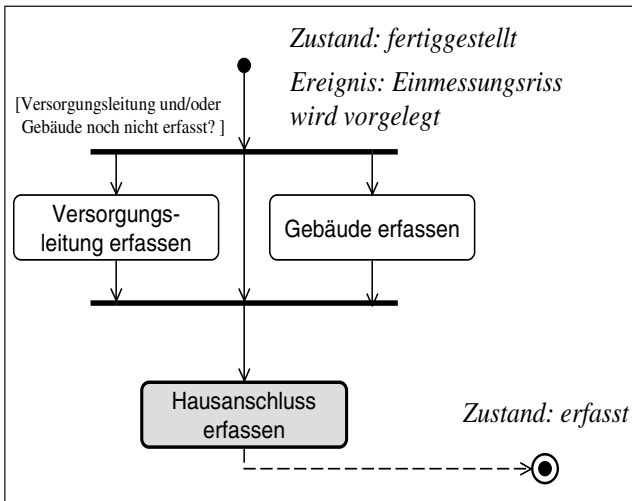 Zustand: fertiggestellt
Ereignis: Einmessungsriss
wird vorgelegt
[Versorgungsleitung und/oder
Gebäude noch nicht erfasst? ]
Versorgungs-
leitung erfassen
Gebäude erfassen
Hausanschluss
erfassen
Zustand: erfasst